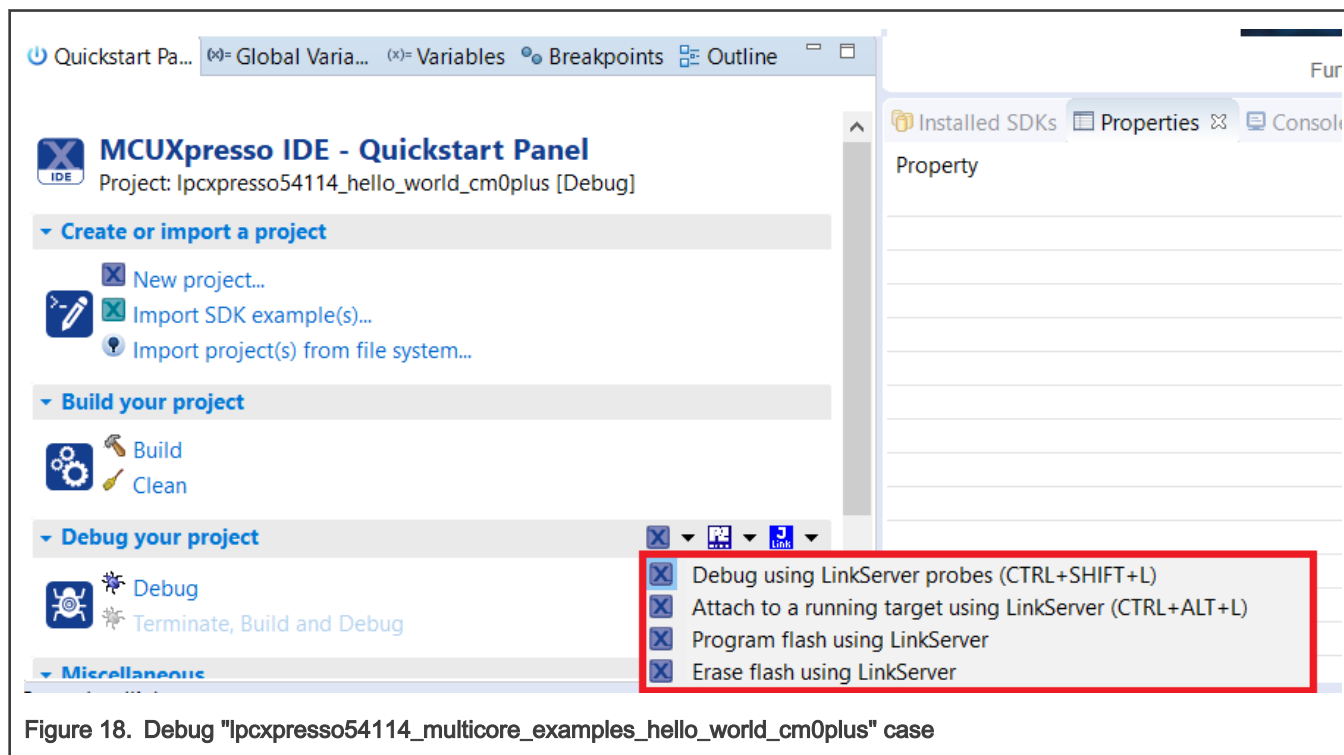 Quickstart Pa... (x)= Global Varia... (x)= Variables Breakpoints Outline
Fur
Installed SDKs Properties Console
Property
MCUXpresso IDE - Quickstart Panel
IDE
Project: lpcxpresso54114_hello_world_cm0plus [Debug]
Create or import a project
New project...
Import SDK example(s)...
Import project(s) from file system...
Build your project
Build
Clean
Debug your project
Link
Debug
Terminate, Build and Debug
Debug using LinkServer probes (CTRL+SHIFT+L)
Attach to a running target using LinkServer (CTRL+ALT+L)
Program flash using LinkServer
Erase flash using LinkServer
Miscellaneous
Figure 18. Debug "lpcxpresso54114_multicore_examples_hello_world_cm0plus" case